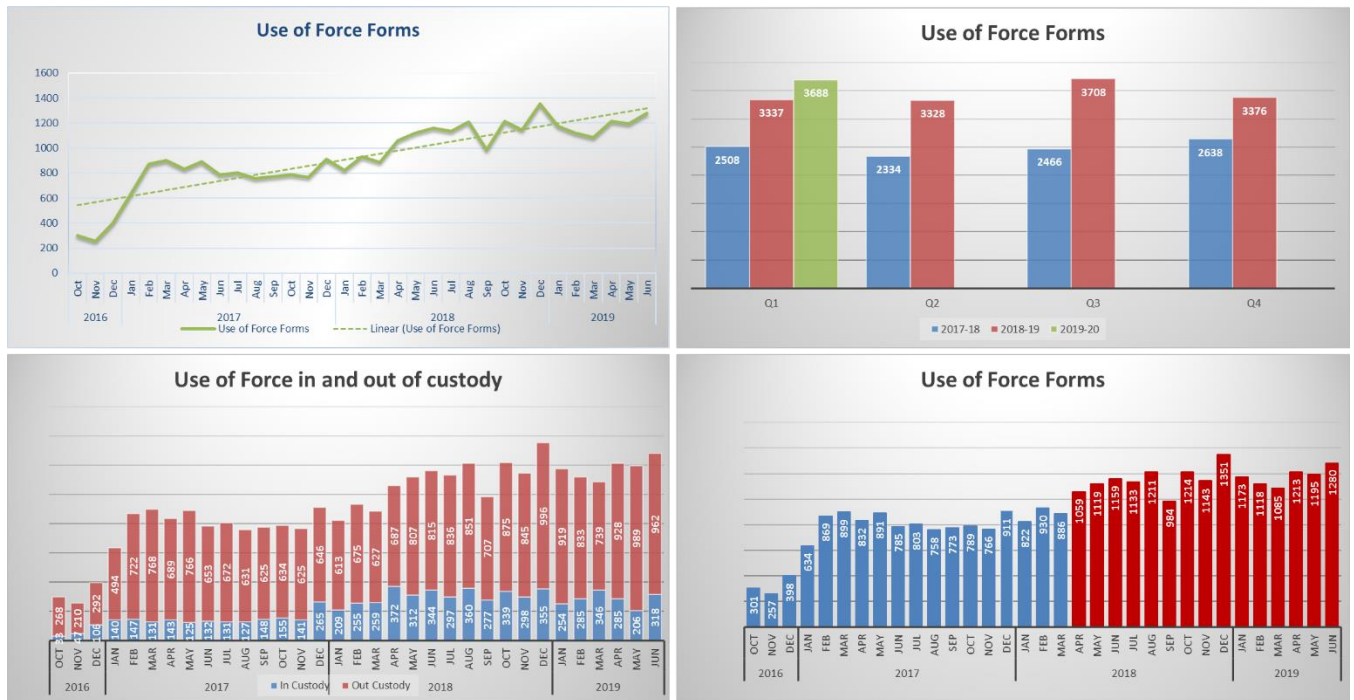 Use of Force Forms
1600
1400
1200
1000
800
600
400
200
0
Oct Nov Dec Jan Feb Mar Apr May Jun Jul Aug Sep Oct Nov Dec Jan Feb Mar Apr May Jun Jul Aug Sep Oct Nov Dec Jan Feb Mar Apr May Jun
2016 2017 2018 2019
Use of Force Forms Linear (Use of Force Forms)
Use of Force Forms
3688
3337
2508
3328
2334
3708
2466
3376
2638
Q1 Q2 Q3 Q4
2017-18 2018-19 2019-20
Use of Force in and out of custody
268 210 292 494 722 768 689 766 653 672 631 625 634 625 646 613 675 627 687 807 815 836 851 707 875 845 996 919 833 739 928 989 962
33 47 106 140 147 131 143 125 132 131 127 148 155 141 265 209 255 259 372 312 344 297 360 277 339 298 355 254 285 346 285 206 318
OCT NOV DEC JAN FEB MAR APR MAY JUN JUL AUG SEP OCT NOV DEC JAN FEB MAR APR MAY JUN JUL AUG SEP OCT NOV DEC JAN FEB MAR APR MAY JUN
2016 2017 2018 2019
In Custody Out Custody
Use of Force Forms
301 257 398 634 869 899 832 891 785 803 758 773 789 766 911 822 930 886 1059 1119 1159 1133 1211 984 1214 1143 1351 1173 1118 1085 1213 1195 1280
OCT NOV DEC JAN FEB MAR APR MAY JUN JUL AUG SEP OCT NOV DEC JAN FEB MAR APR MAY JUN JUL AUG SEP OCT NOV DEC JAN FEB MAR APR MAY JUN
2016 2017 2018 2019